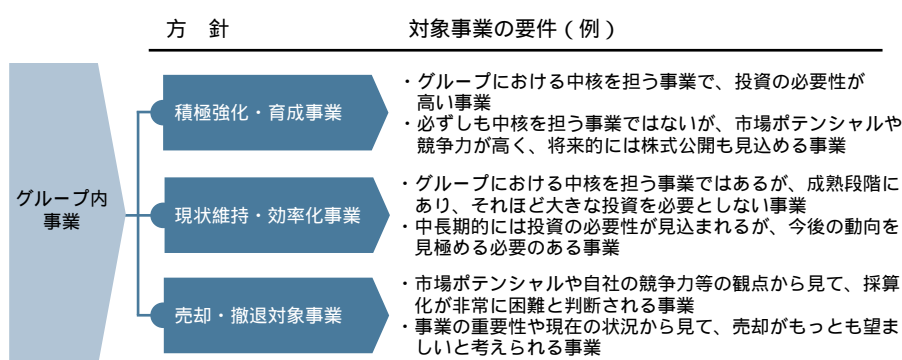 方　針
対象事業の要件（例）
グループ内
事業
積極強化・育成事業
・グループにおける中核を担う事業で、投資の必要性が
高い事業
・必ずしも中核を担う事業ではないが、市場ポテンシャルや
競争力が高く、将来的には株式公開も見込める事業
現状維持・効率化事業
・グループにおける中核を担う事業ではあるが、成熟段階に
あり、それほど大きな投資を必要としない事業
・中長期的には投資の必要性が見込まれるが、今後の動向を
見極める必要のある事業
売却・撤退対象事業
・市場ポテンシャルや自社の競争力等の観点から見て、採算
化が非常に困難と判断される事業
・事業の重要性や現在の状況から見て、売却がもっとも望ま
しいと考えられる事業